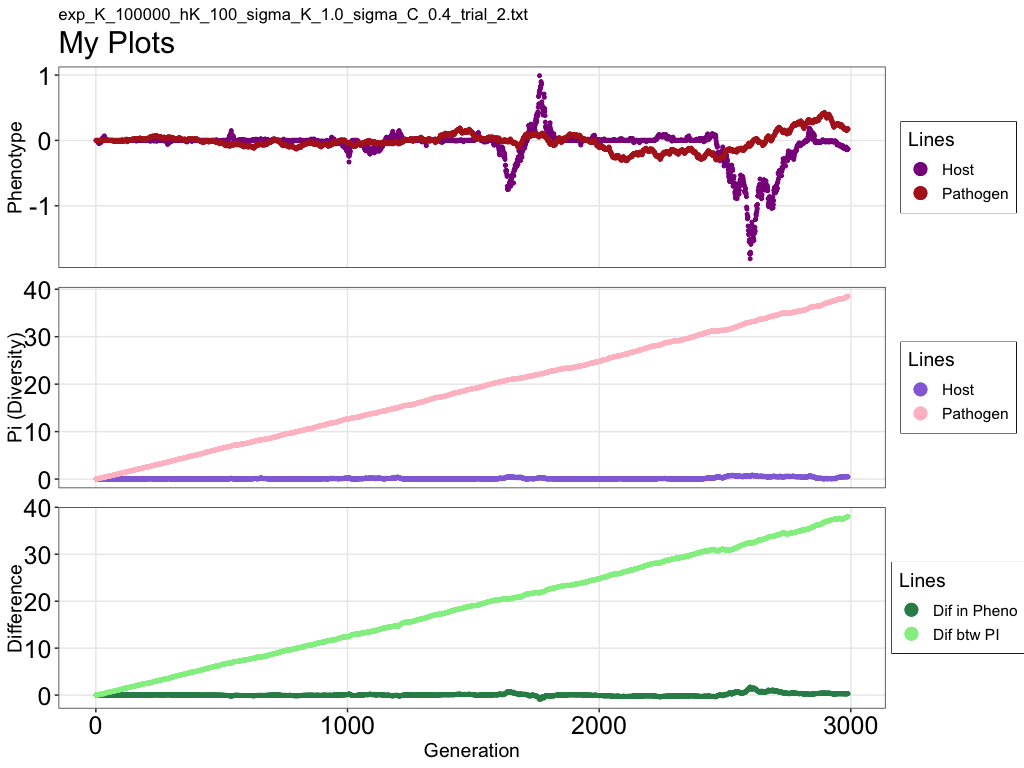 exp_K_100000_hK_100_sigma_K_1.0_sigma_C_0.4_trial_2.txt
My Plots
Phenotype
1
0
-1
Lines
Host
Pathogen
Pi (Diversity)
40
30
20
10
0
Lines
Host
Pathogen
Difference
40
30
20
10
0
Lines
Dif in Pheno
Dif btw PI
0
1000
2000
3000
Generation